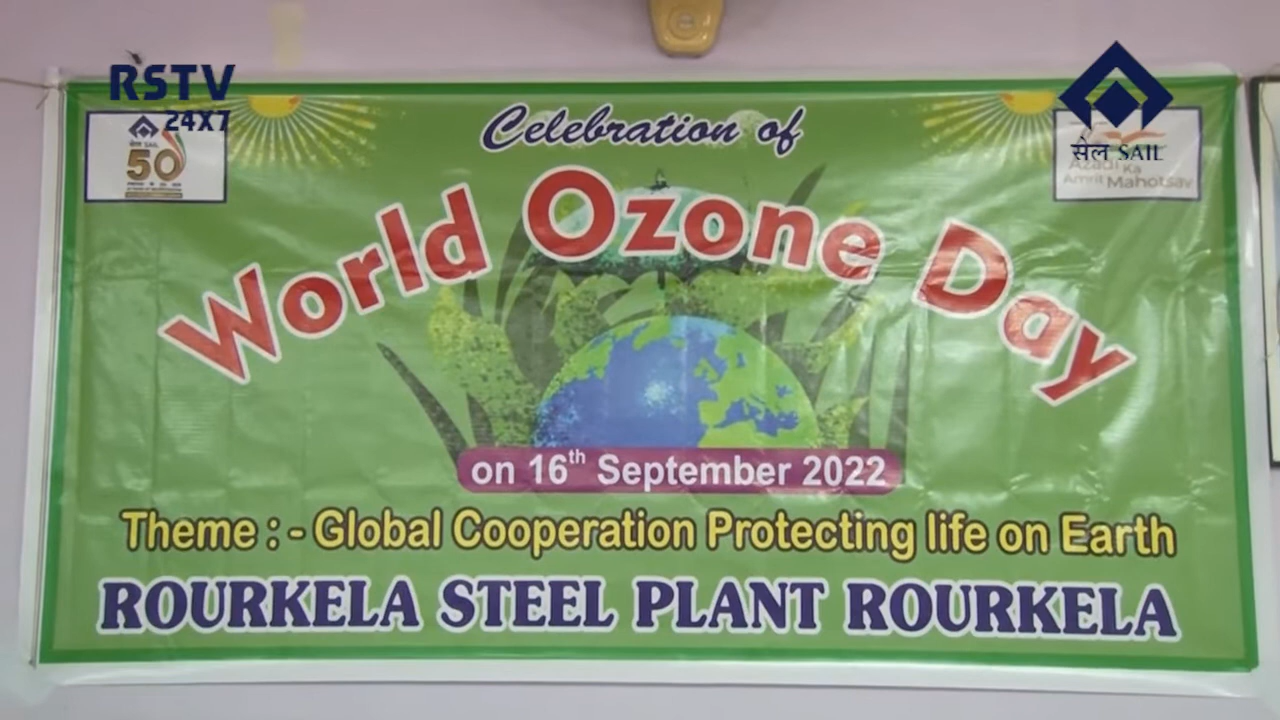 RSTV
24X7
सेल SAIL
सेल SAIL
50
Azadi Ka
Amrit Mahotsav
Celebration of
World Ozone Day
on 16th September 2022
Theme : - Global Cooperation Protecting life on Earth
ROURKELA STEEL PLANT ROURKELA